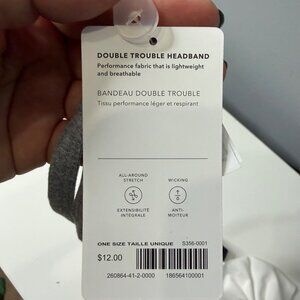 DOUBLE TROUBLE HEADBAND
Performance fabric that is lightweight
and breathable
BANDEAU DOUBLE TROUBLE
Tissu performance léger et respirant
ALL-AROUND
STRETCH
EXTENSIBILITÉ
INTÉGRALE
WICKING
ANTI-
MOITEUR
ONE SIZE TAILLE UNIQUE S356-0001
$12.00
260864-41-2-0000 186564100001